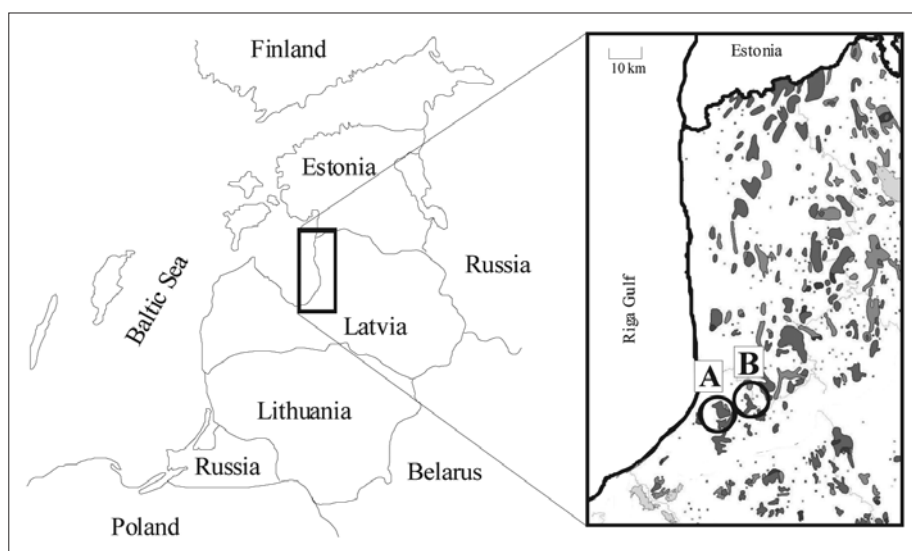 Finland
Estonia
Baltic Sea
Russia
Latvia
Lithuania
Russia
Belarus
Poland
10 km
Estonia
Riga Gulf
A
B